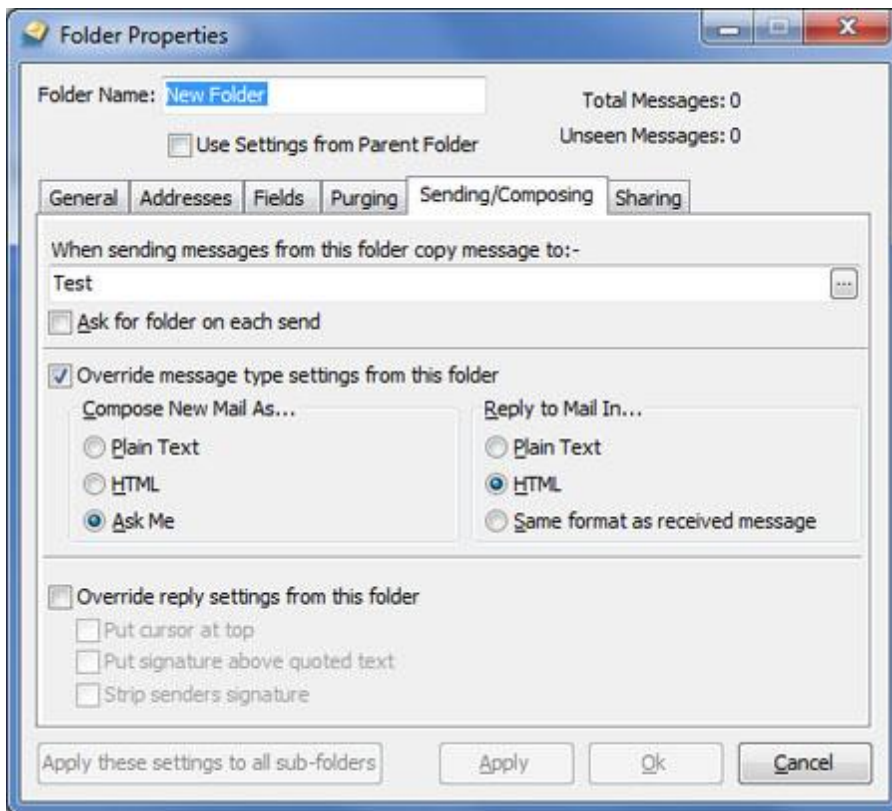 Folder Properties
Folder Name: New Folder
Total Messages: 0
Use Settings from Parent Folder
Unseen Messages: 0
General Addresses Fields Purging Sending/Composing Sharing
When sending messages from this folder copy message to:-
Test
...
Ask for folder on each send
Override message type settings from this folder
Compose New Mail As...
Plain Text
HTML
Ask Me
Reply to Mail In...
Plain Text
HTML
Same format as received message
Override reply settings from this folder
Put cursor at top
Put signature above quoted text
Strip senders signature
Apply these settings to all sub-folders Apply Ok Cancel